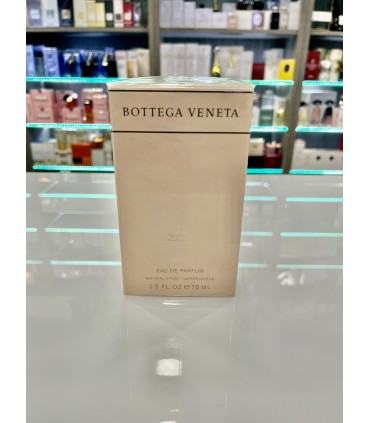 BOTTEGA VENETA
EAU DE PARFUM
NATURAL SPRAY VAPORISATEUR
2.5 FL. OZ ℮ 75 ML